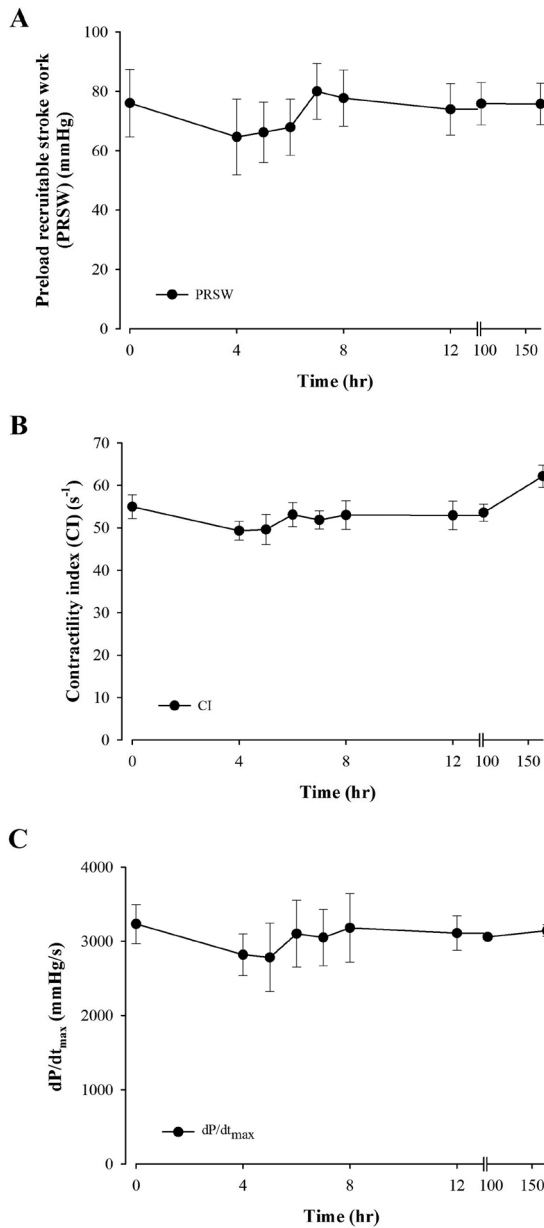 A
Preload recruitable stroke work
(PRSW) (mmHg)
100
80
60
40
20
0
PRSW
0 4 8 12 100 150
Time (hr)
B
Contractility index (CI) (s⁻¹)
70
60
50
40
30
20
10
0
CI
0 4 8 12 100 150
Time (hr)
C
dP/dtmax (mmHg/s)
4000
3000
2000
1000
0
dP/dtmax
0 4 8 12 100 150
Time (hr)